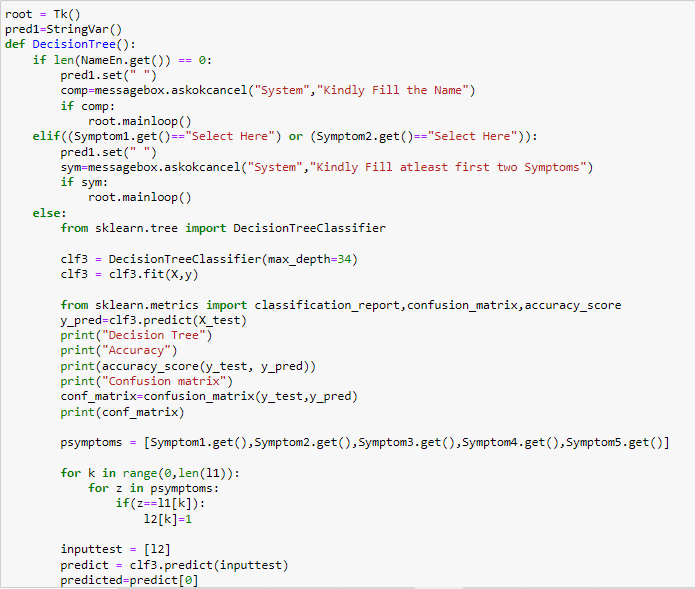 root = Tk()
pred1=StringVar()
def DecisionTree():
    if len(NameEn.get()) == 0:
        pred1.set(" ")
        comp=messagebox.askokcancel("System","Kindly Fill the Name")
        if comp:
            root.mainloop()
    elif((Symptom1.get()=="Select Here") or (Symptom2.get()=="Select Here")):
        pred1.set(" ")
        sym=messagebox.askokcancel("System","Kindly Fill atleast first two Symptoms")
        if sym:
            root.mainloop()
    else:
        from sklearn.tree import DecisionTreeClassifier
        clf3 = DecisionTreeClassifier(max_depth=34)
        clf3 = clf3.fit(X,y)
        from sklearn.metrics import classification_report,confusion_matrix,accuracy_score
        y_pred=clf3.predict(X_test)
        print("Decision Tree")
        print("Accuracy")
        print(accuracy_score(y_test, y_pred))
        print("Confusion matrix")
        conf_matrix=confusion_matrix(y_test,y_pred)
        print(conf_matrix)
        psymptoms = [Symptom1.get(),Symptom2.get(),Symptom3.get(),Symptom4.get(),Symptom5.get()]
        for k in range(0,len(l1)):
            for z in psymptoms:
                if(z==l1[k]):
                    l2[k]=1
        inputtest = [l2]
        predict = clf3.predict(inputtest)
        predicted=predict[0]